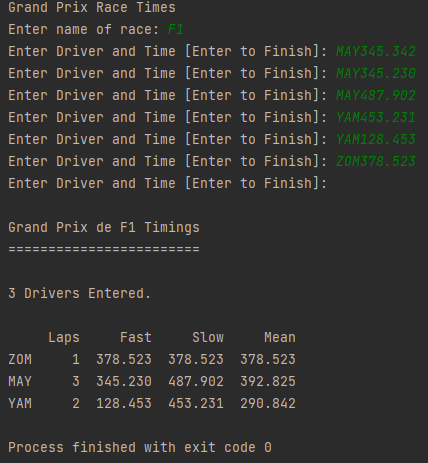 Grand Prix Race Times
Enter name of race: F1
Enter Driver and Time [Enter to Finish]: MAY345.342
Enter Driver and Time [Enter to Finish]: MAY345.230
Enter Driver and Time [Enter to Finish]: MAY487.902
Enter Driver and Time [Enter to Finish]: YAM453.231
Enter Driver and Time [Enter to Finish]: YAM128.453
Enter Driver and Time [Enter to Finish]: ZOM378.523
Enter Driver and Time [Enter to Finish]:
Grand Prix de F1 Timings
========================
3 Drivers Entered.
Laps Fast Slow Mean
ZOM 1 378.523 378.523 378.523
MAY 3 345.230 487.902 392.825
YAM 2 128.453 453.231 290.842
Process finished with exit code 0